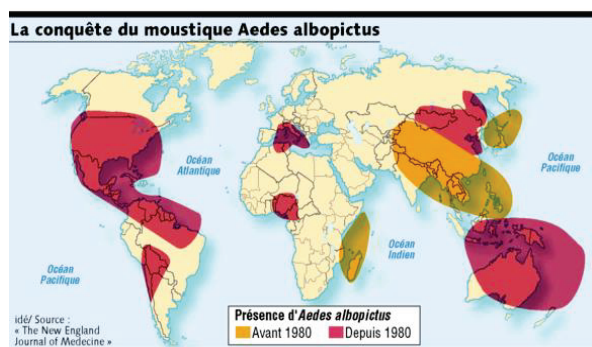 La conquête du moustique Aedes albopictus
Océan
Atlantique
Océan
Pacifique
Océan
Indien
Océan
Pacifique
idé/ Source :
« The New England
Journal of Medecine »
Présence d'Aedes albopictus
Avant 1980
Depuis 1980